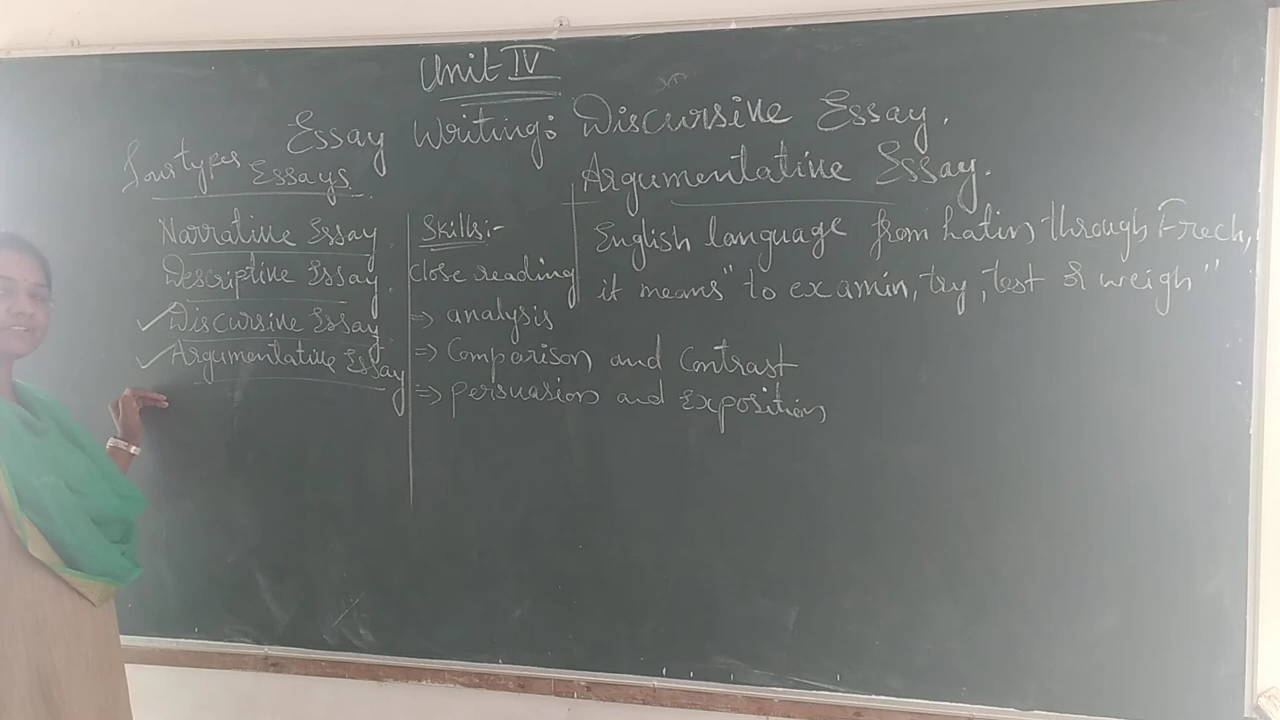 Unit IV
Essay Writing: Discursive Essay.
Argumentative Essay.
Four types
Essays
Narrative Essay
Descriptive Essay.
Discursive Essay
Argumentative Essay
Skills:-
Close reading
=> analysis
=> Comparison and Contrast
=> persuasion and Exposition
English language from Latin through Frech,
it means "to examin, try, test & weigh"